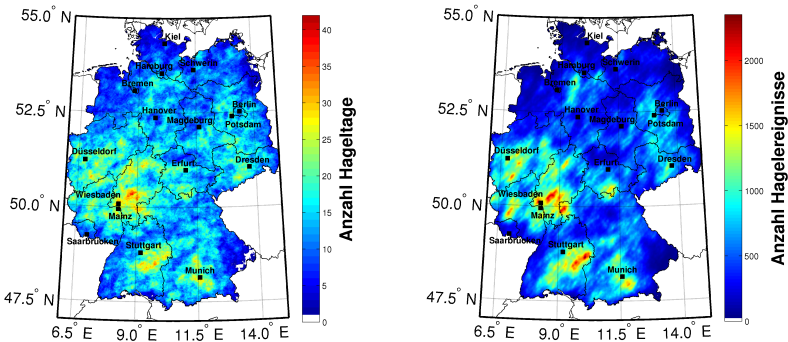 55.0° N
52.5° N
50.0° N
47.5° N
6.5° E
9.0° E
11.5° E
14.0° E
Kiel
Hamburg
Schwerin
Bremen
Hanover
Berlin
Magdeburg
Potsdam
Düsseldorf
Erfurt
Dresden
Wiesbaden
Mainz
Saarbrücken
Stuttgart
Munich
40
35
30
25
20
15
10
5
0
Anzahl Hageltage
55.0° N
52.5° N
50.0° N
47.5° N
6.5° E
9.0° E
11.5° E
14.0° E
Kiel
Hamburg
Schwerin
Bremen
Hanover
Berlin
Magdeburg
Potsdam
Düsseldorf
Erfurt
Dresden
Wiesbaden
Mainz
Saarbrücken
Stuttgart
Munich
2000
1500
1000
500
0
Anzahl Hagelereignisse